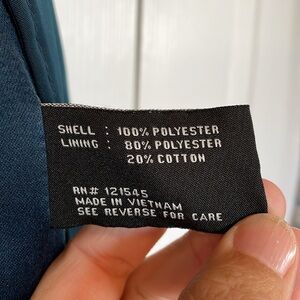 SHELL : 100% POLYESTER
LINING : 80% POLYESTER
20% COTTON
RN# 121545
MADE IN VIETNAM
SEE REVERSE FOR CARE